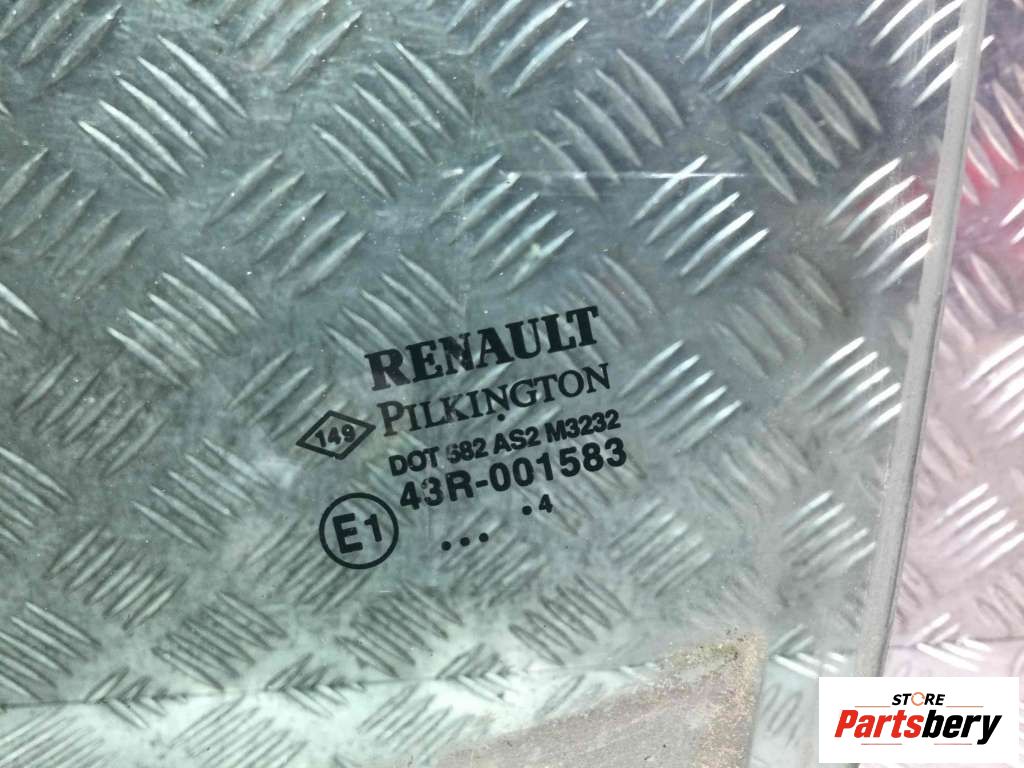 RENAULT
PILKINGTON
149
DOT 582 AS2 M3232
43R-001583
E1
... .4
STORE
Partsbery